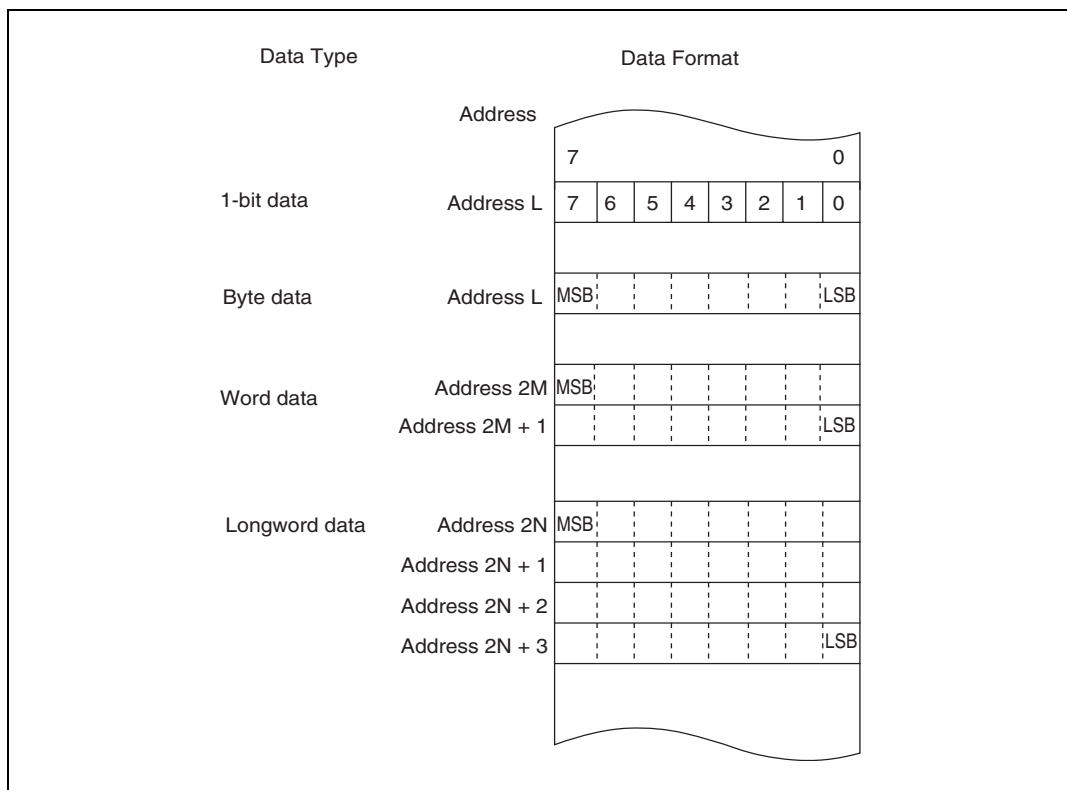 Data Type Data Format
Address
7 0
1-bit data Address L 7 6 5 4 3 2 1 0
Byte data Address L MSB LSB
Address 2M MSB
Word data
Address 2M + 1 LSB
Longword data Address 2N MSB
Address 2N + 1
Address 2N + 2
Address 2N + 3 LSB